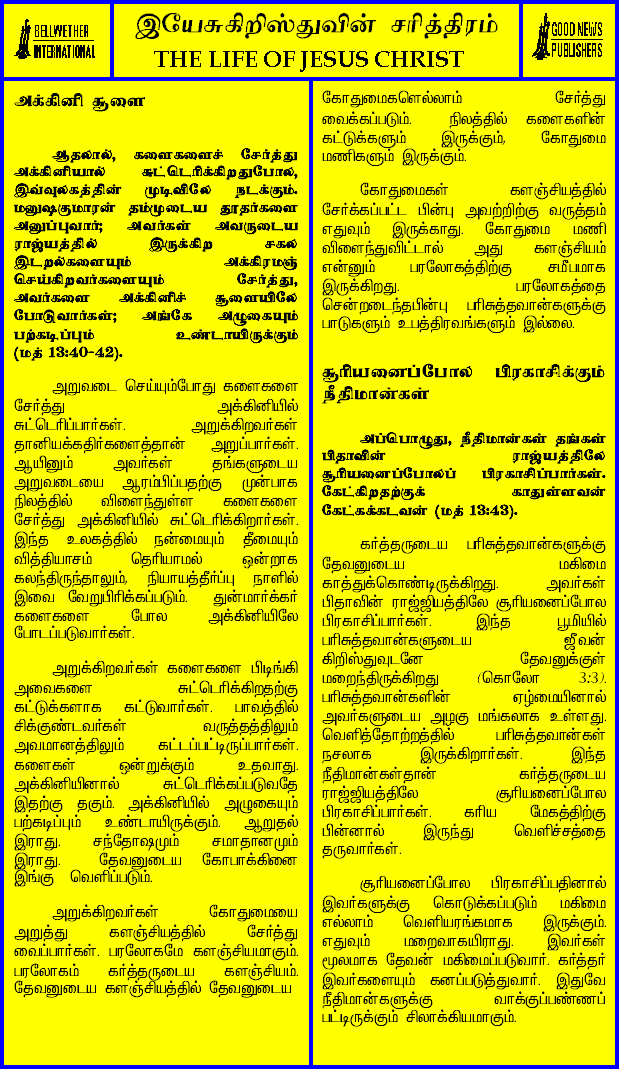 BELLWETHER
INTERNATIONAL
இயேசுகிறிஸ்துவின் சரித்திரம்
THE LIFE OF JESUS CHRIST
GOOD NEWS
PUBLISHERS
அக்கினி சூளை
ஆதலால், களைகளைச் சேர்த்து
அக்கினியால் சுட்டெரிக்கிறதுபோல,
இவ்வுலகத்தின் முடிவிலே நடக்கும்.
மனுஷகுமாரன் தம்முடைய தூதர்களை
அனுப்புவார்; அவர்கள் அவருடைய
ராஜ்யத்தில் இருக்கிற சகல
இடறல்களையும் அக்கிரமஞ்
செய்கிறவர்களையும் சேர்த்து,
அவர்களை அக்கினிச் சூளையிலே
போடுவார்கள்; அங்கே அழுகையும்
பற்கடிப்பும் உண்டாயிருக்கும்
(மத் 13:40-42).
அறுவடை செய்யும்போது களைகளை
சேர்த்து அக்கினியில்
சுட்டெரிப்பார்கள். அறுக்கிறவர்கள்
தானியக்கதிர்களைத்தான் அறுப்பார்கள்.
ஆயினும் அவர்கள் தங்களுடைய
அறுவடையை ஆரம்பிப்பதற்கு முன்பாக
நிலத்தில் விளைந்துள்ள களைகளை
சேர்த்து அக்கினியில் சுட்டெரிக்கிறார்கள்.
இந்த உலகத்தில் நன்மையும் தீமையும்
வித்தியாசம் தெரியாமல் ஒன்றாக
கலந்திருந்தாலும், நியாயத்தீர்ப்பு நாளில்
இவை வேறுபிரிக்கப்படும். துன்மார்க்கர்
களைகளை போல அக்கினியிலே
போடப்படுவார்கள்.
அறுக்கிறவர்கள் களைகளை பிடிங்கி
அவைகளை சுட்டெரிக்கிறதற்கு
கட்டுக்களாக கட்டுவார்கள். பாவத்தில்
சிக்குண்டவர்கள் வருத்தத்திலும்
அவமானத்திலும் கட்டப்பட்டிருப்பார்கள்.
களைகள் ஒன்றுக்கும் உதவாது.
அக்கினியினால் சுட்டெரிக்கப்படுவதே
இதற்கு தகும். அக்கினியில் அழுகையும்
பற்கடிப்பும் உண்டாயிருக்கும். ஆறுதல்
இராது. சந்தோஷமும் சமாதானமும்
இராது. தேவனுடைய கோபாக்கினை
இங்கு வெளிப்படும்.
அறுக்கிறவர்கள் கோதுமையை
அறுத்து களஞ்சியத்தில் சேர்த்து
வைப்பார்கள். பரலோகமே களஞ்சியமாகும்.
பரலோகம் கர்த்தருடைய களஞ்சியம்.
தேவனுடைய களஞ்சியத்தில் தேவனுடைய
கோதுமைகளெல்லாம் சேர்த்து
வைக்கப்படும். நிலத்தில் களைகளின்
கட்டுக்களும் இருக்கும், கோதுமை
மணிகளும் இருக்கும்.
கோதுமைகள் களஞ்சியத்தில்
சேர்க்கப்பட்ட பின்பு அவற்றிற்கு வருத்தம்
எதுவும் இருக்காது. கோதுமை மணி
விளைந்துவிட்டால் அது களஞ்சியம்
என்னும் பரலோகத்திற்கு சமீபமாக
இருக்கிறது. பரலோகத்தை
சென்றடைந்தபின்பு பரிசுத்தவான்களுக்கு
பாடுகளும் உபத்திரவங்களும் இல்லை.
சூரியனைப்போல பிரகாசிக்கும்
நீதிமான்கள்
அப்பொழுது, நீதிமான்கள் தங்கள்
பிதாவின் ராஜ்யத்திலே
சூரியனைப்போலப் பிரகாசிப்பார்கள்.
கேட்கிறதற்குக் காதுள்ளவன்
கேட்கக்கடவன் (மத் 13:43).
கர்த்தருடைய பரிசுத்தவான்களுக்கு
தேவனுடைய மகிமை
காத்துக்கொண்டிருக்கிறது. அவர்கள்
பிதாவின் ராஜ்ஜியத்திலே சூரியனைப்போல
பிரகாசிப்பார்கள். இந்த பூமியில்
பரிசுத்தவான்களுடைய ஜீவன்
கிறிஸ்துவுடனே தேவனுக்குள்
மறைந்திருக்கிறது (கொலோ 3:3).
பரிசுத்தவான்களின் ஏழ்மையினால்
அவர்களுடைய அழகு மங்கலாக உள்ளது.
வெளித்தோற்றத்தில் பரிசுத்தவான்கள்
நசலாக இருக்கிறார்கள். இந்த
நீதிமான்கள்தான் கர்த்தருடைய
ராஜ்ஜியத்திலே சூரியனைப்போல
பிரகாசிப்பார்கள். கரிய மேகத்திற்கு
பின்னால் இருந்து வெளிச்சத்தை
தருவார்கள்.
சூரியனைப்போல பிரகாசிப்பதினால்
இவர்களுக்கு கொடுக்கப்படும் மகிமை
எல்லாம் வெளியரங்கமாக இருக்கும்.
எதுவும் மறைவாகயிராது. இவர்கள்
மூலமாக தேவன் மகிமைப்படுவார். கர்த்தர்
இவர்களையும் கனப்படுத்துவார். இதுவே
நீதிமான்களுக்கு வாக்குப்பண்ணப்
பட்டிருக்கும் சிலாக்கியமாகும்.